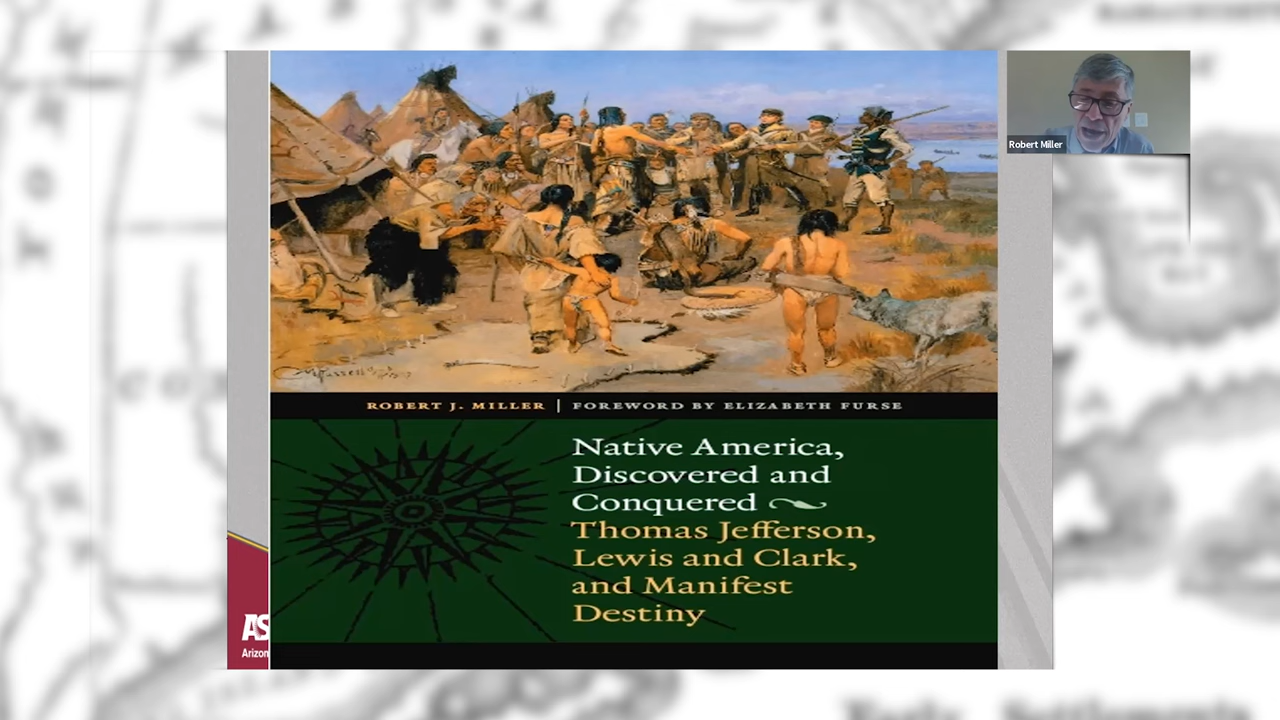 Robert Miller
ROBERT J. MILLER | FOREWORD BY ELIZABETH FURSE
Native America,
Discovered and
Conquered
Thomas Jefferson,
Lewis and Clark,
and Manifest
Destiny
AS
Arizon